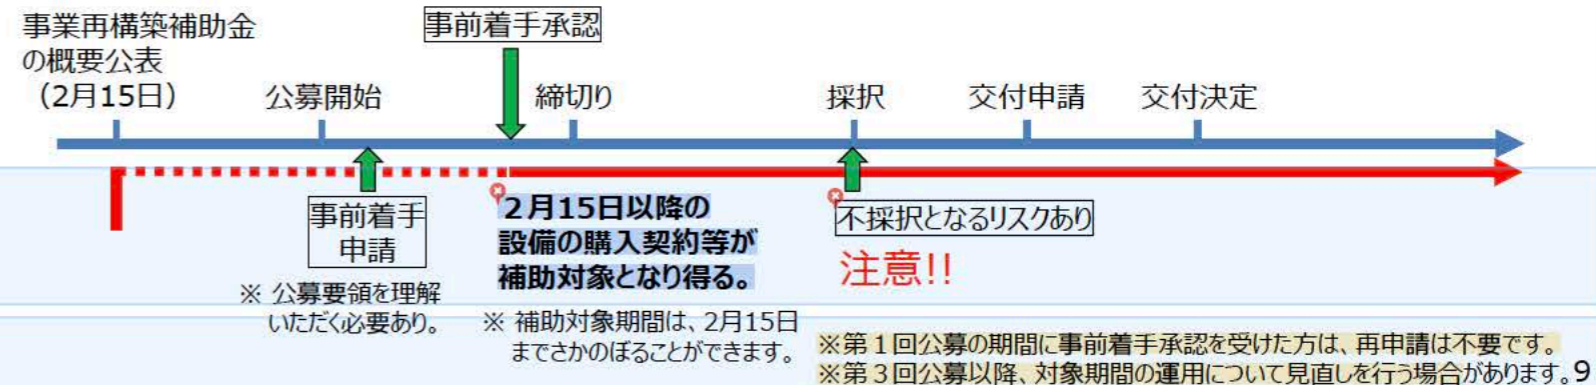 事業再構築補助金
の概要公表
（2月15日）
公募開始
事前着手承認
締切り
採択
交付申請
交付決定
事前着手
申請
※ 公募要領を理解
いただく必要あり。
２月15日以降の
設備の購入契約等が
補助対象となり得る。
※ 補助対象期間は、2月15日
までさかのぼることができます。
不採択となるリスクあり
注意!!
※第１回公募の期間に事前着手承認を受けた方は、再申請は不要です。
※第３回公募以降、対象期間の運用について見直しを行う場合があります。
9